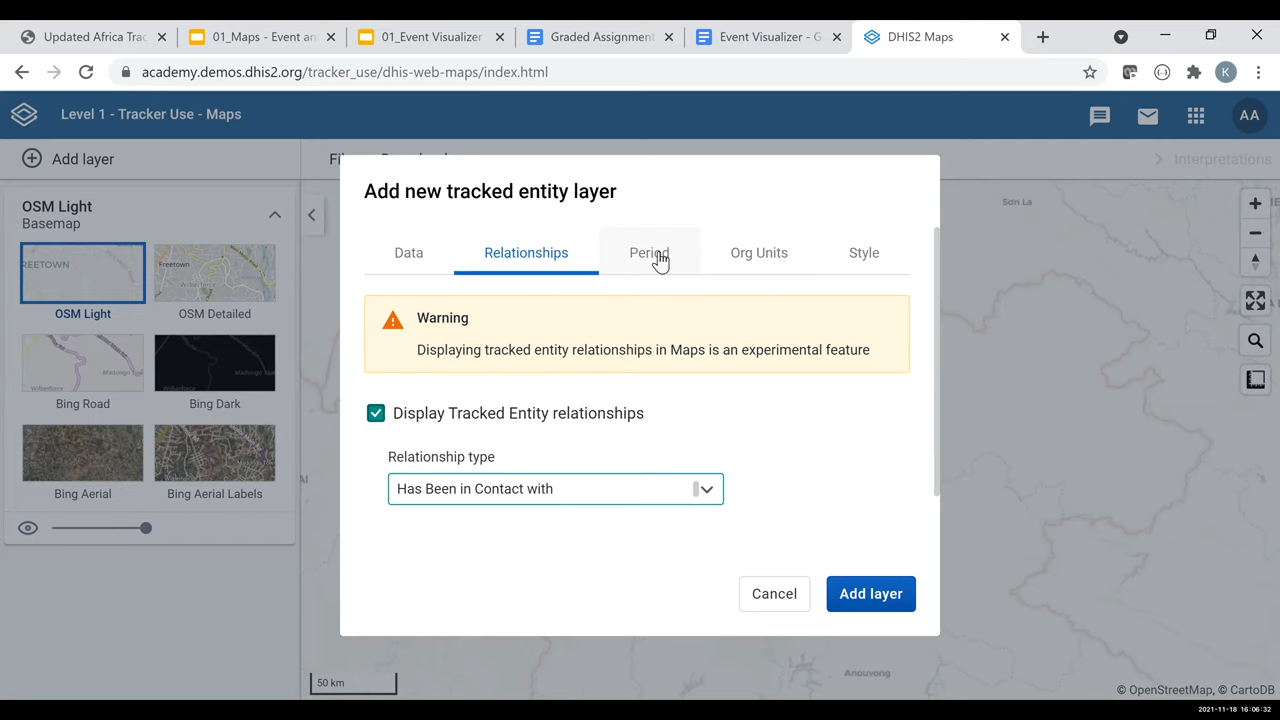 Updated Africa Trac
01_Maps - Event an
01_Event Visualizer
Graded Assignment
Event Visualizer - G
DHIS2 Maps
academy.demos.dhis2.org/tracker_use/dhis-web-maps/index.html
K
Level 1 - Tracker Use - Maps
AA
Add layer
Interpretations
OSM Light
Basemap
OSM Light
OSM Detailed
Bing Road
Bing Dark
Bing Aerial
Bing Aerial Labels
Add new tracked entity layer
Data
Relationships
Period
Org Units
Style
Warning
Displaying tracked entity relationships in Maps is an experimental feature
Display Tracked Entity relationships
Relationship type
Has Been in Contact with
Cancel
Add layer
Sơn La
Anouvong
50 km
© OpenStreetMap, © CartoDB
2021-11-18 16:06:32